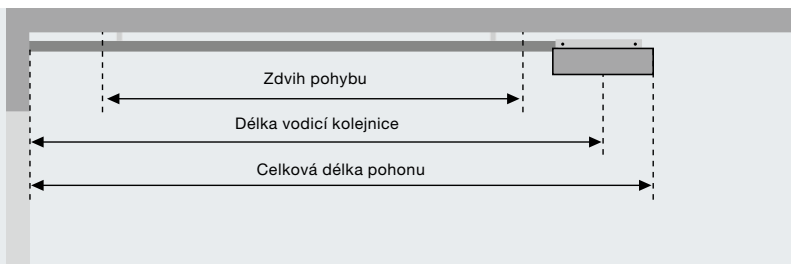 Zdvih pohybu
Délka vodicí kolejnice
Celková délka pohonu